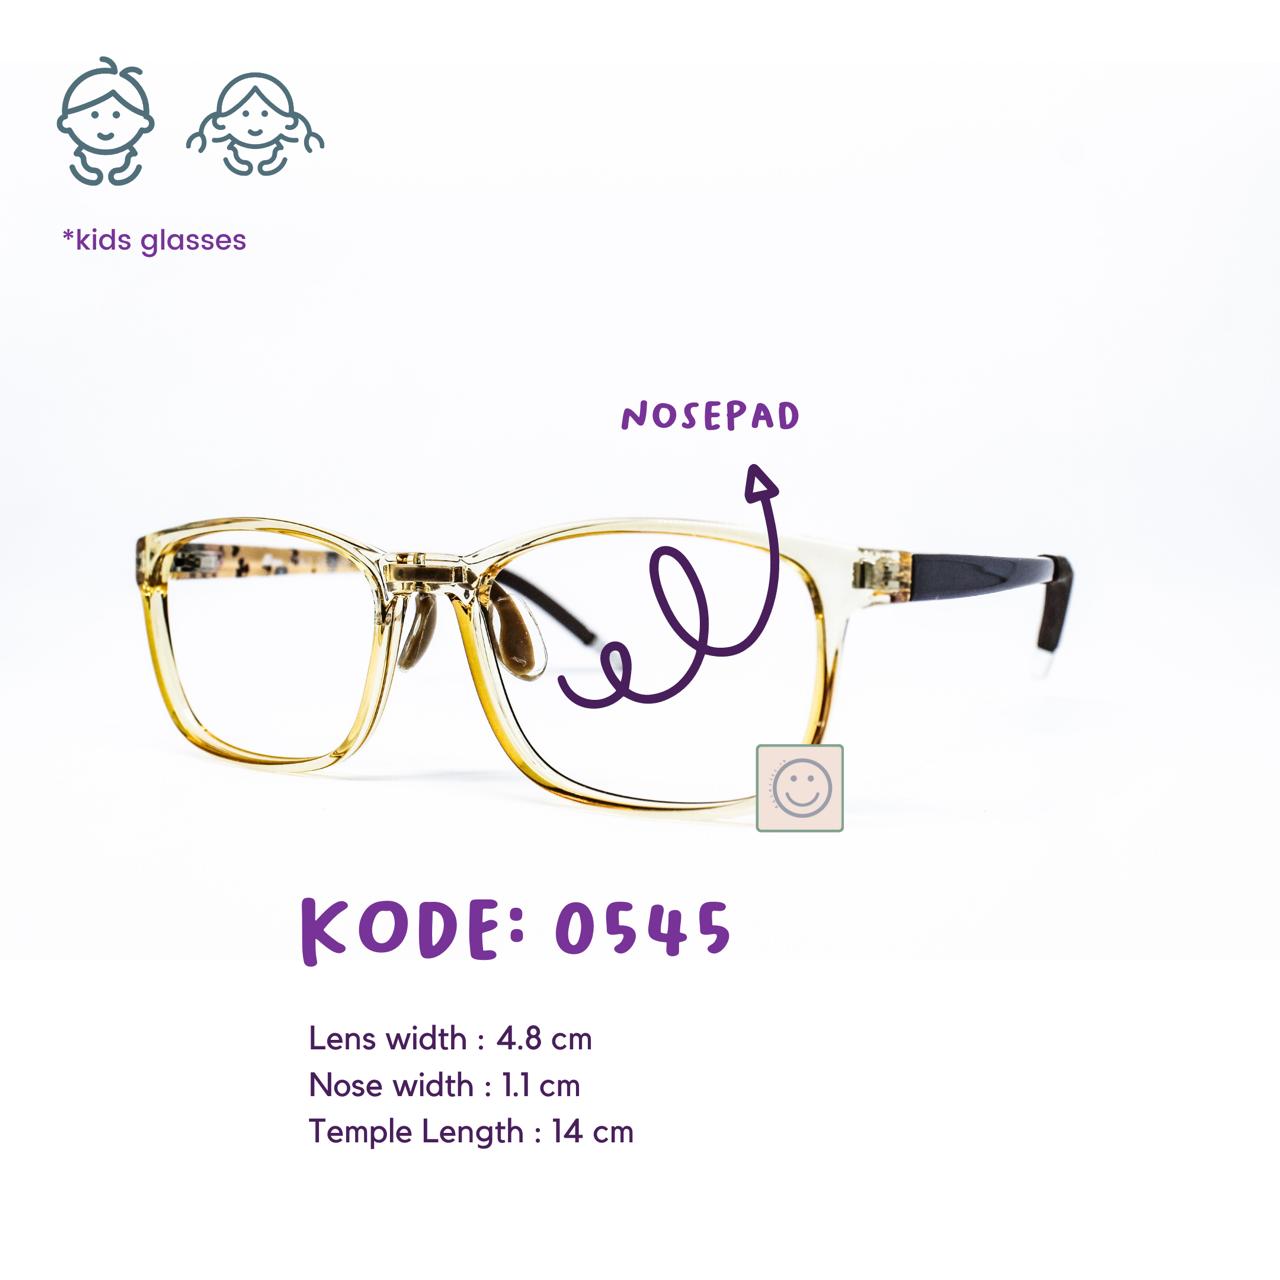 *kids glasses
NOSEPAD
KODE: 0545
Lens width : 4.8 cm
Nose width : 1.1 cm
Temple Length : 14 cm